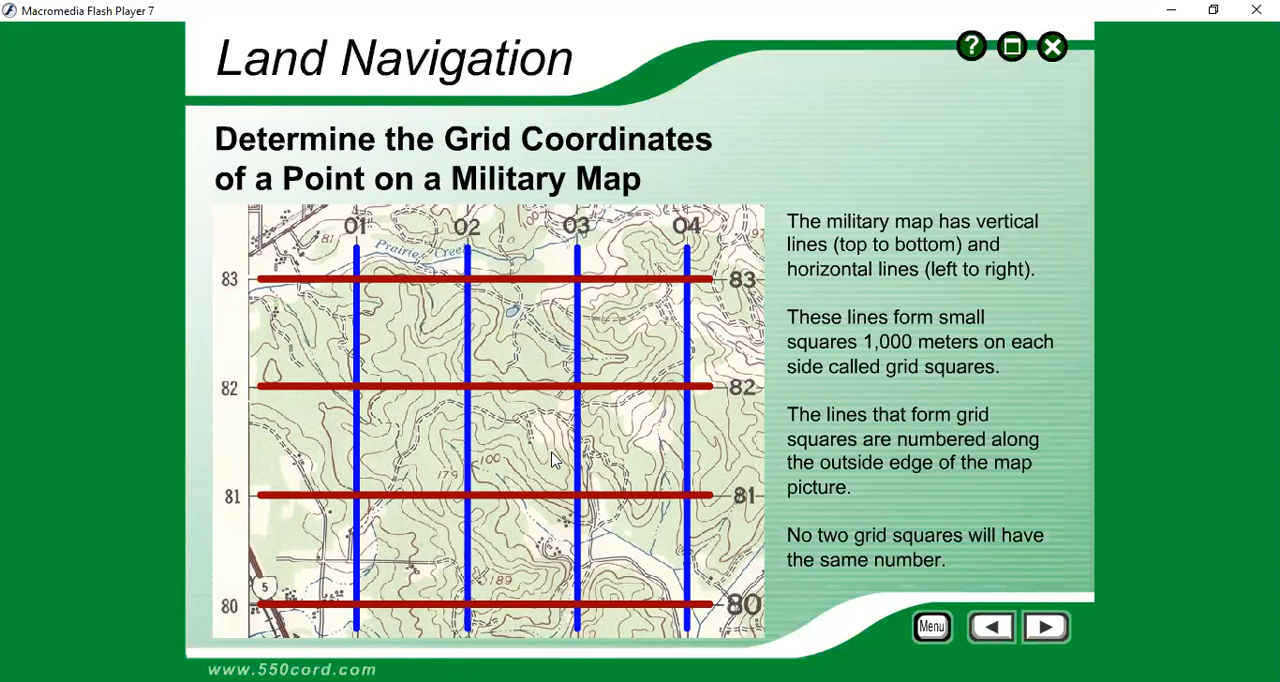 Macromedia Flash Player 7
Land Navigation
?
Determine the Grid Coordinates
of a Point on a Military Map
01 02 03 04
81
Prairie Creek
83 83
82 82
179 100
81 81
189
5
80 80
The military map has vertical
lines (top to bottom) and
horizontal lines (left to right).
These lines form small
squares 1,000 meters on each
side called grid squares.
The lines that form grid
squares are numbered along
the outside edge of the map
picture.
No two grid squares will have
the same number.
Menu
www.550cord.com